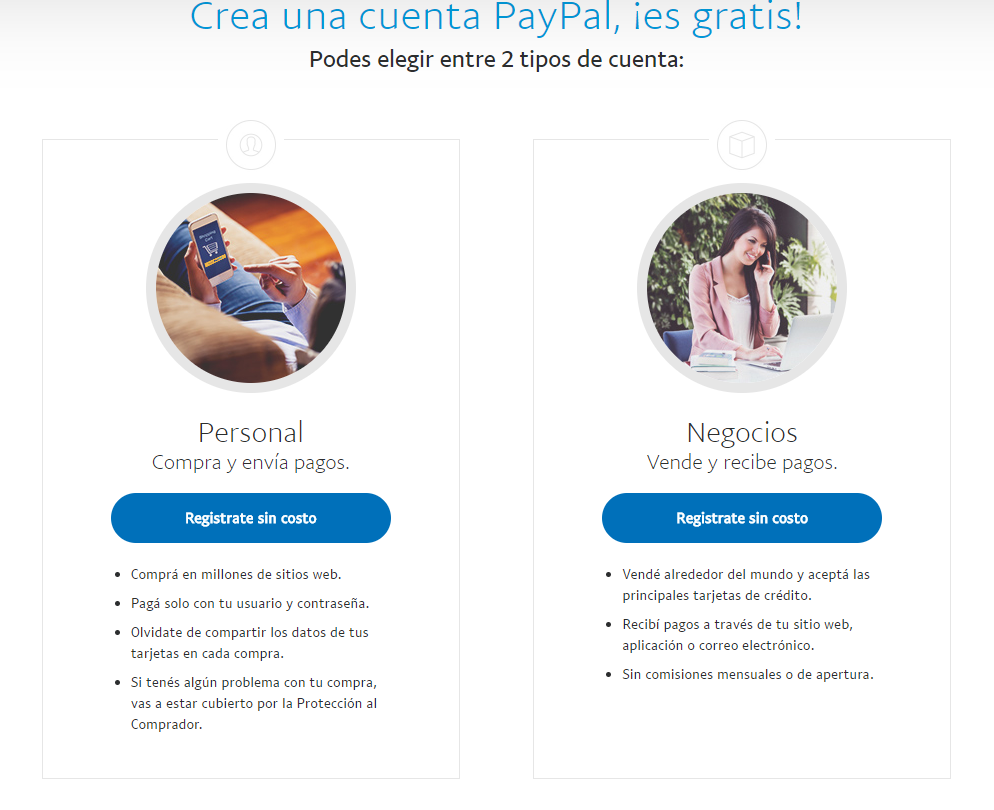 Crea una cuenta PayPal, ¡es gratis!
Podes elegir entre 2 tipos de cuenta:
Shopping
Cart
Personal
Compra y envía pagos.
Registrate sin costo
Comprá en millones de sitios web.
Pagá solo con tu usuario y contraseña.
Olvidate de compartir los datos de tus
tarjetas en cada compra.
Si tenés algún problema con tu compra,
vas a estar cubierto por la Protección al
Comprador.
Negocios
Vende y recibe pagos.
Registrate sin costo
Vendé alrededor del mundo y aceptá las
principales tarjetas de crédito.
Recibí pagos a través de tu sitio web,
aplicación o correo electrónico.
Sin comisiones mensuales o de apertura.